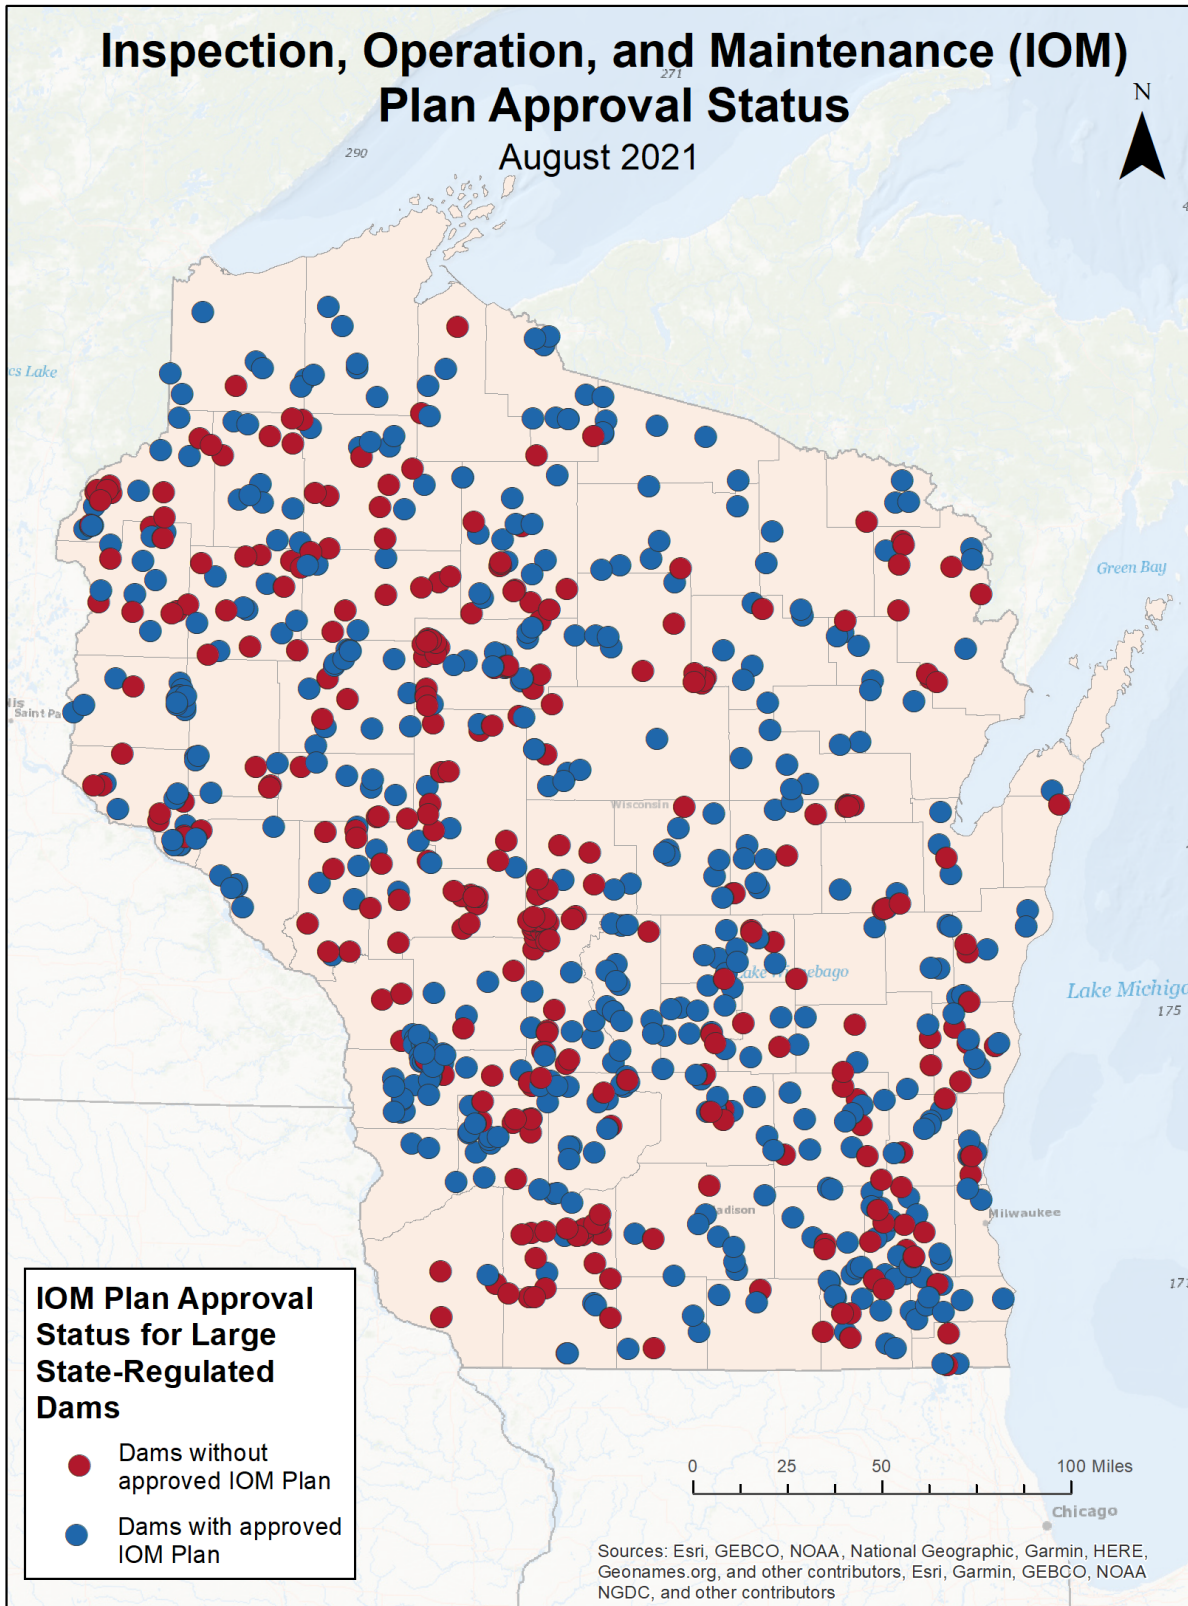 Inspection, Operation, and Maintenance (IOM)
Plan Approval Status
August 2021
271
290
N
Green Bay
Saint Pa
Wisconsin
Lake Michiga
175
Milwaukee
adison
171
IOM Plan Approval
Status for Large
State-Regulated
Dams
Dams without
approved IOM Plan
Dams with approved
IOM Plan
0 25 50 100 Miles
Chicago
Sources: Esri, GEBCO, NOAA, National Geographic, Garmin, HERE,
Geonames.org, and other contributors, Esri, Garmin, GEBCO, NOAA
NGDC, and other contributors